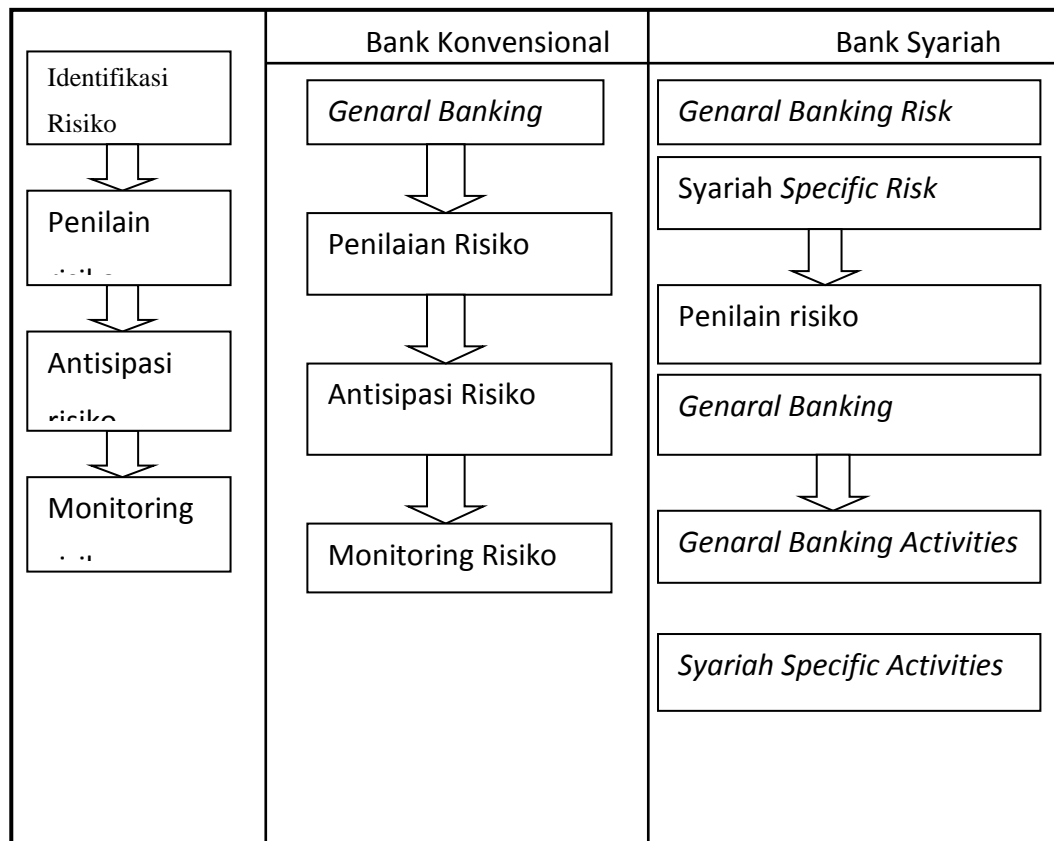 Bank Konvensional
Bank Syariah
Identifikasi
Risiko
Penilain
Antisipasi
Monitoring
Genaral Banking
Penilaian Risiko
Antisipasi Risiko
Monitoring Risiko
Genaral Banking Risk
Syariah Specific Risk
Penilain risiko
Genaral Banking
Genaral Banking Activities
Syariah Specific Activities